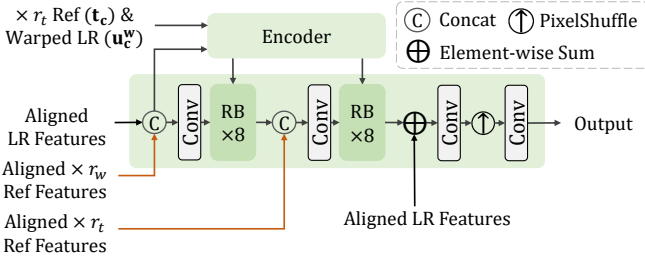 × r_t Ref (t_c) &
Warped LR (u_c^w)
Encoder
C Concat
PixelShuffle
Element-wise Sum
Aligned
LR Features
C
Conv
RB
×8
C
Conv
RB
×8
Conv
Conv
Output
Aligned × r_w
Ref Features
Aligned × r_t
Ref Features
Aligned LR Features